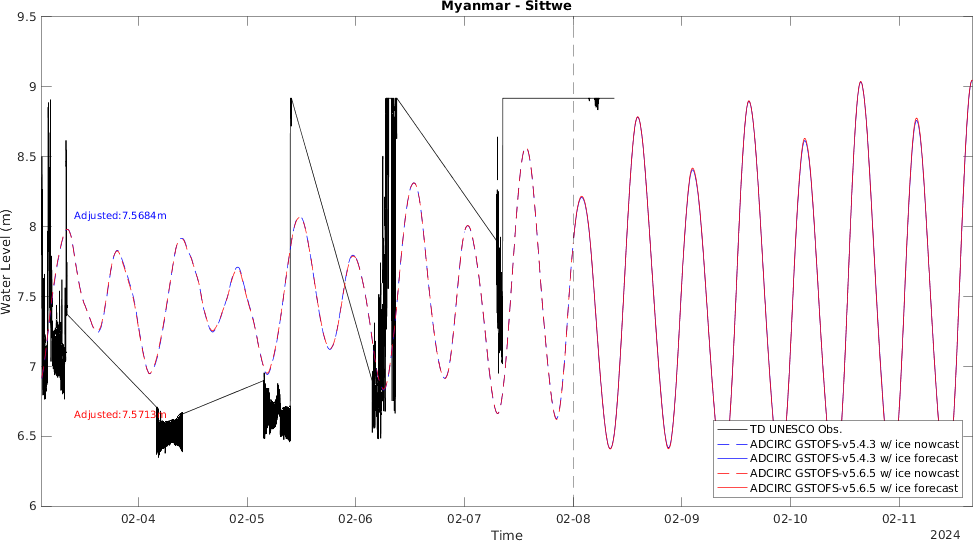 Myanmar - Sittwe
9.5
9
8.5
8
7.5
7
6.5
6
Water Level (m)
Adjusted:7.5684m
Adjusted:7.5713m
TD UNESCO Obs.
ADCIRC GSTOFS-v5.4.3 w/ ice nowcast
ADCIRC GSTOFS-v5.4.3 w/ ice forecast
ADCIRC GSTOFS-v5.6.5 w/ ice nowcast
ADCIRC GSTOFS-v5.6.5 w/ ice forecast
02-04 02-05 02-06 02-07 02-08 02-09 02-10 02-11
Time
2024